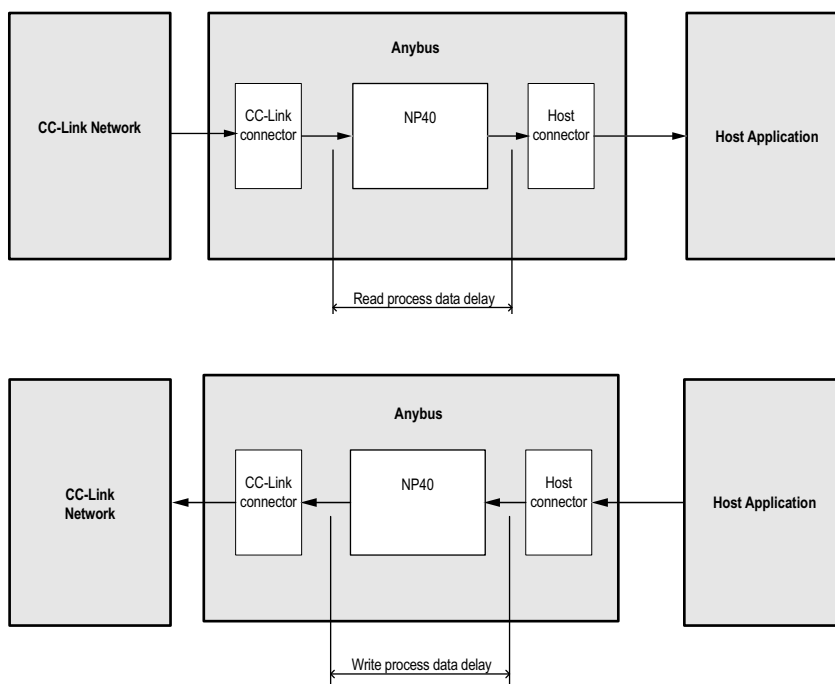 Anybus
CC-Link Network
CC-Link
connector
NP40
Host
connector
Host Application
Read process data delay
Anybus
CC-Link
Network
CC-Link
connector
NP40
Host
connector
Host Application
Write process data delay